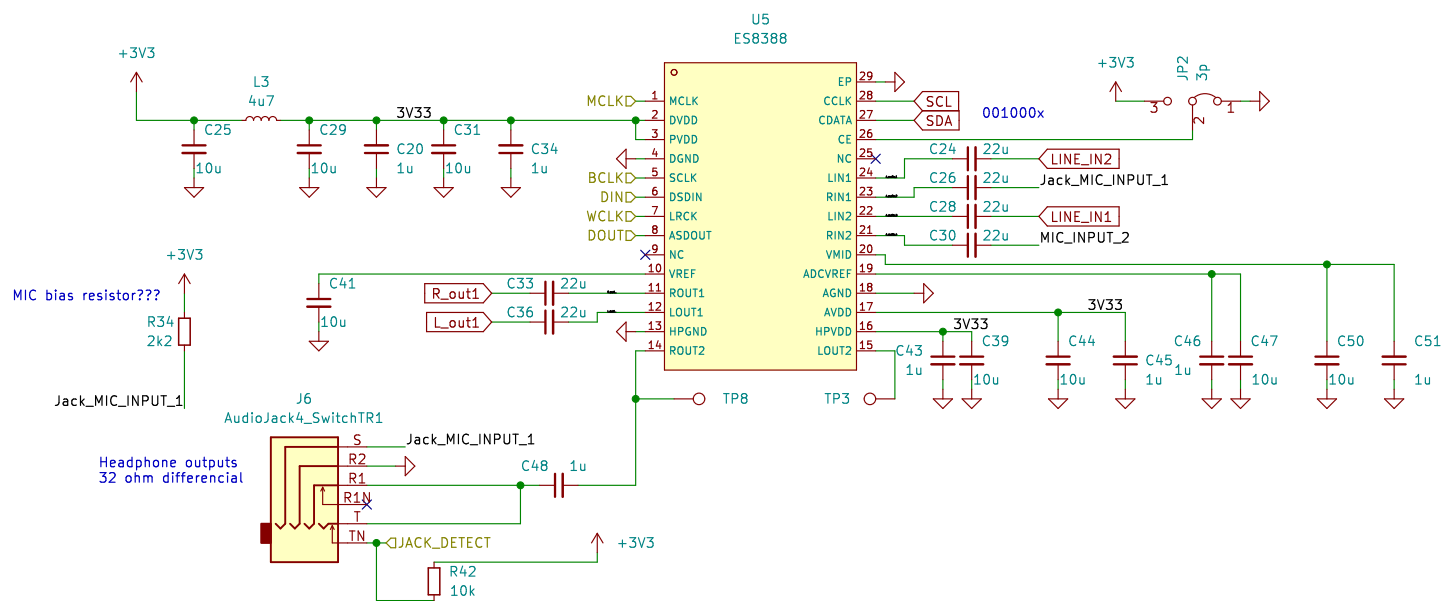 U5
ES8388
+3V3
L3
4u7
C25
10u
C29
10u
3V33
C20
1u
C31
10u
C34
1u
MCLK
BCLK
DIN
WCLK
DOUT
1 MCLK
2 DVDD
3 PVDD
4 DGND
5 SCLK
6 DSDIN
7 LRCK
8 ASDOUT
9 NC
10 VREF
11 ROUT1
12 LOUT1
13 HPGND
14 ROUT2
EP 29
CCLK 28
CDATA 27
CE 26
NC 25
LIN1 24
RIN1 23
LIN2 22
RIN2 21
VMID 20
ADCVREF 19
AGND 18
AVDD 17
HPVDD 16
LOUT2 15
SCL
SDA
001000x
+3V3
JP2
3p
3
2
1
C24 22u
LINE_IN2
C26 22u
Jack_MIC_INPUT_1
C28 22u
LINE_IN1
C30 22u
MIC_INPUT_2
+3V3
MIC bias resistor???
R34
2k2
Jack_MIC_INPUT_1
C41
10u
R_out1
C33 22u
L_out1
C36 22u
3V33
3V33
C43
1u
C39
10u
C44
10u
C45
1u
C46
1u
C47
10u
C50
10u
C51
1u
TP8
TP3
J6
AudioJack4_SwitchTR1
Headphone outputs
32 ohm differencial
S
R2
R1
R1N
T
TN
Jack_MIC_INPUT_1
C48 1u
JACK_DETECT
R42
10k
+3V3